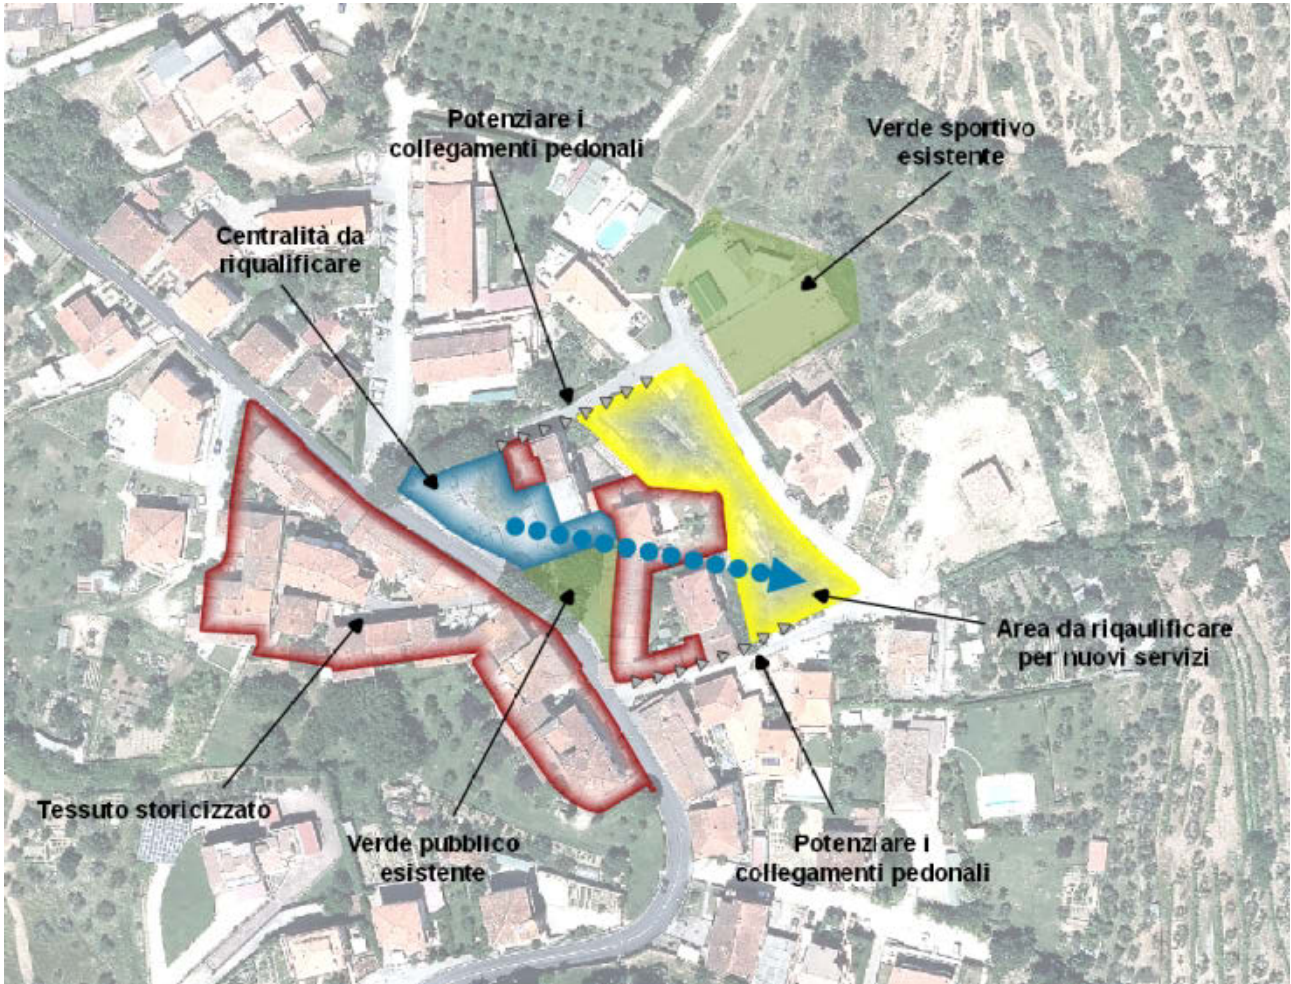 Potenziare i
collegamenti pedonali
Verde sportivo
esistente
Centralità da
riqualificare
Area da riqaulificare
per nuovi servizi
Tessuto storicizzato
Verde pubblico
esistente
Potenziare i
collegamenti pedonali